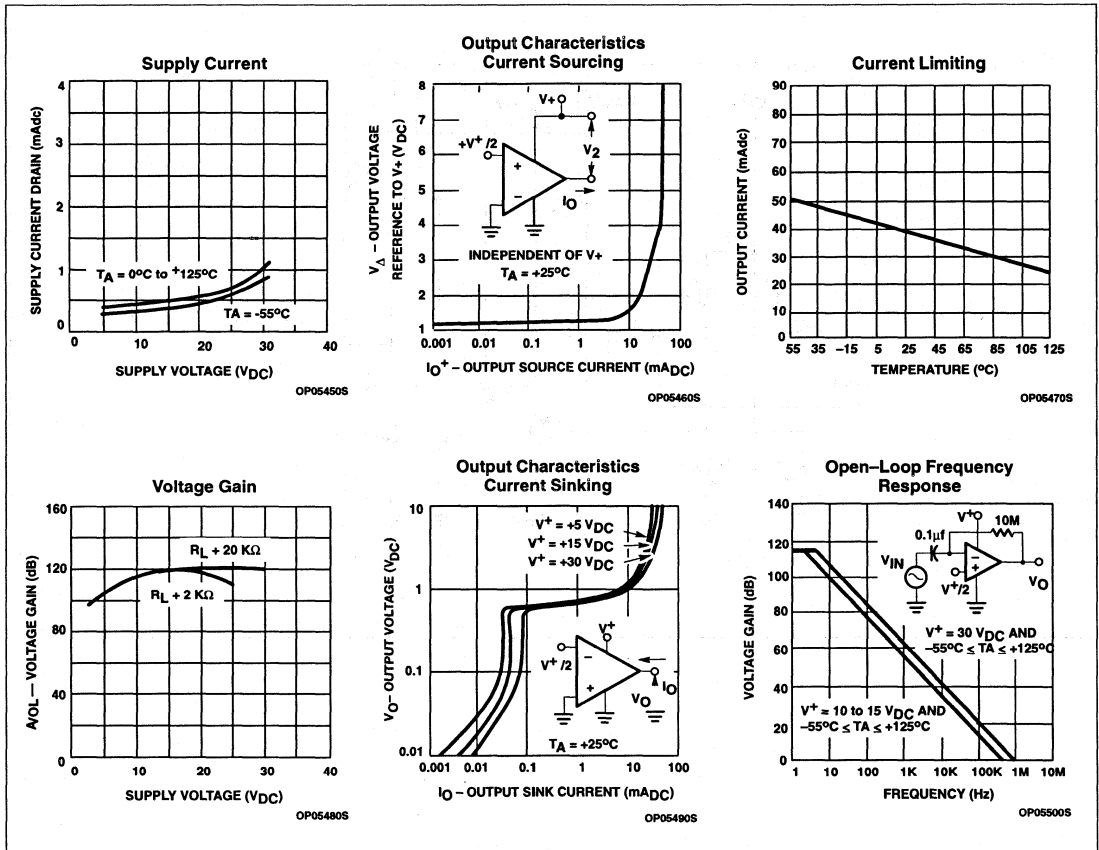 Supply Current
SUPPLY CURRENT DRAIN (mAdc)
4
3
2
1
0
TA = 0°C to +125°C
TA = -55°C
0 10 20 30 40
SUPPLY VOLTAGE (VDC)
OP05450S
Output Characteristics
Current Sourcing
VΔ – OUTPUT VOLTAGE
REFERENCE TO V+ (VDC)
8
7
6
5
4
3
2
1
V+
+V+ /2
+
–
V2
IO
INDEPENDENT OF V+
TA = +25°C
0.001 0.01 0.1 1 10 100
IO+ – OUTPUT SOURCE CURRENT (mADC)
OP05460S
Current Limiting
OUTPUT CURRENT (mAdc)
90
80
70
60
50
40
30
20
10
0
55 35 –15 5 25 45 65 85 105 125
TEMPERATURE (°C)
OP05470S
Voltage Gain
AVOL — VOLTAGE GAIN (dB)
160
120
80
40
0
RL + 20 KΩ
RL + 2 KΩ
0 10 20 30 40
SUPPLY VOLTAGE (VDC)
OP05480S
Output Characteristics
Current Sinking
VO– OUTPUT VOLTAGE (VDC)
10
1
0.1
0.01
V+ = +5 VDC
V+ = +15 VDC
V+ = +30 VDC
V+
V+ /2
–
+
IO
VO
TA = +25°C
0.001 0.01 0.1 1 10 100
IO – OUTPUT SINK CURRENT (mADC)
OP05490S
Open–Loop Frequency
Response
VOLTAGE GAIN (dB)
140
120
100
80
60
40
20
0
V+
10M
0.1µf
VIN
–
+
V+/2
VO
V+ = 30 VDC AND
–55°C ≤ TA ≤ +125°C
V+ = 10 to 15 VDC AND
–55°C ≤ TA ≤ +125°C
1 10 100 1K 10K 100K 1M 10M
FREQUENCY (Hz)
OP05500S